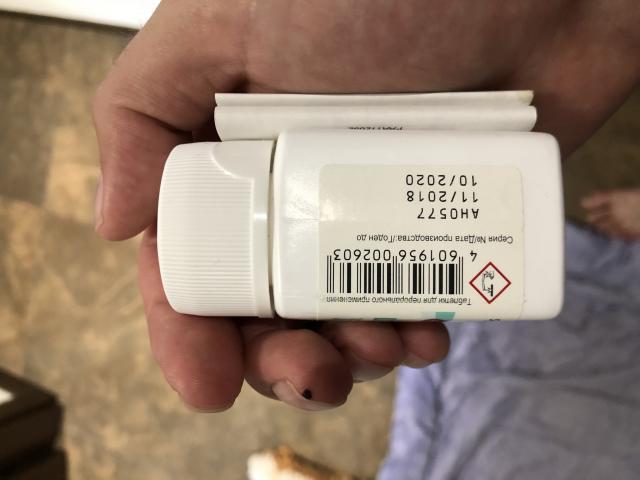 Таблетки для перорального применения
4 601956 002603
Серия №/Дата производства:/Годен до
AH0577
11/2018
10/2020